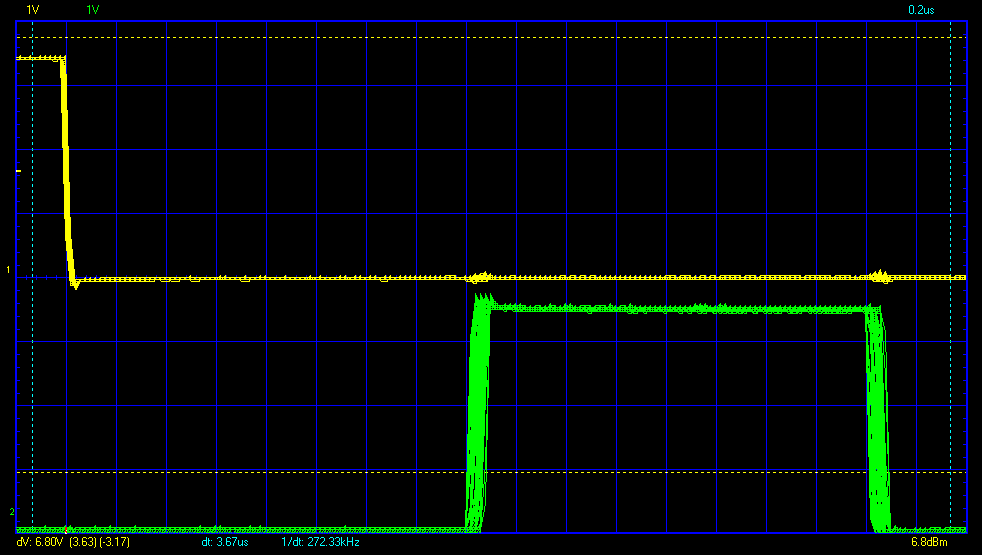 1V 1V 0.2us
1
2
dV: 6.80V (3.63) (-3.17) dt: 3.67us 1/dt: 272.33kHz 6.8dBm